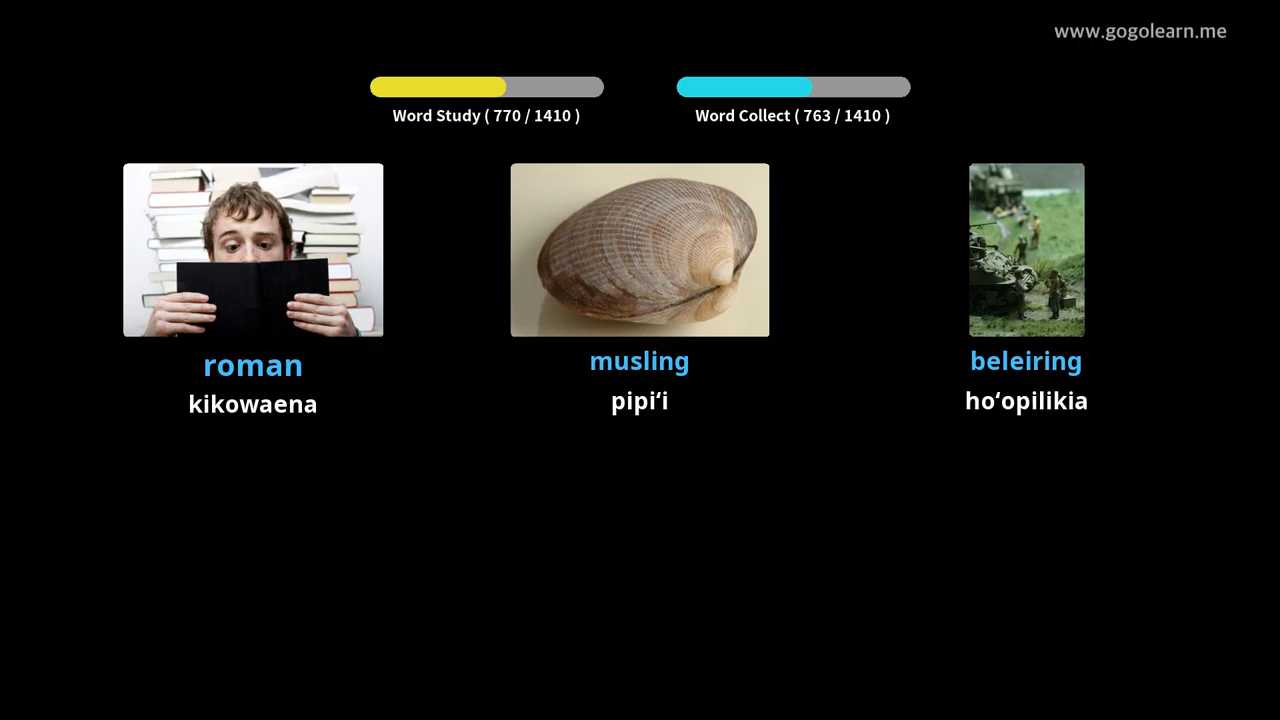 www.gogolearn.me
Word Study ( 770 / 1410 )
Word Collect ( 763 / 1410 )
roman
kikowaena
musling
pipiʻi
beleiring
hoʻopilikia